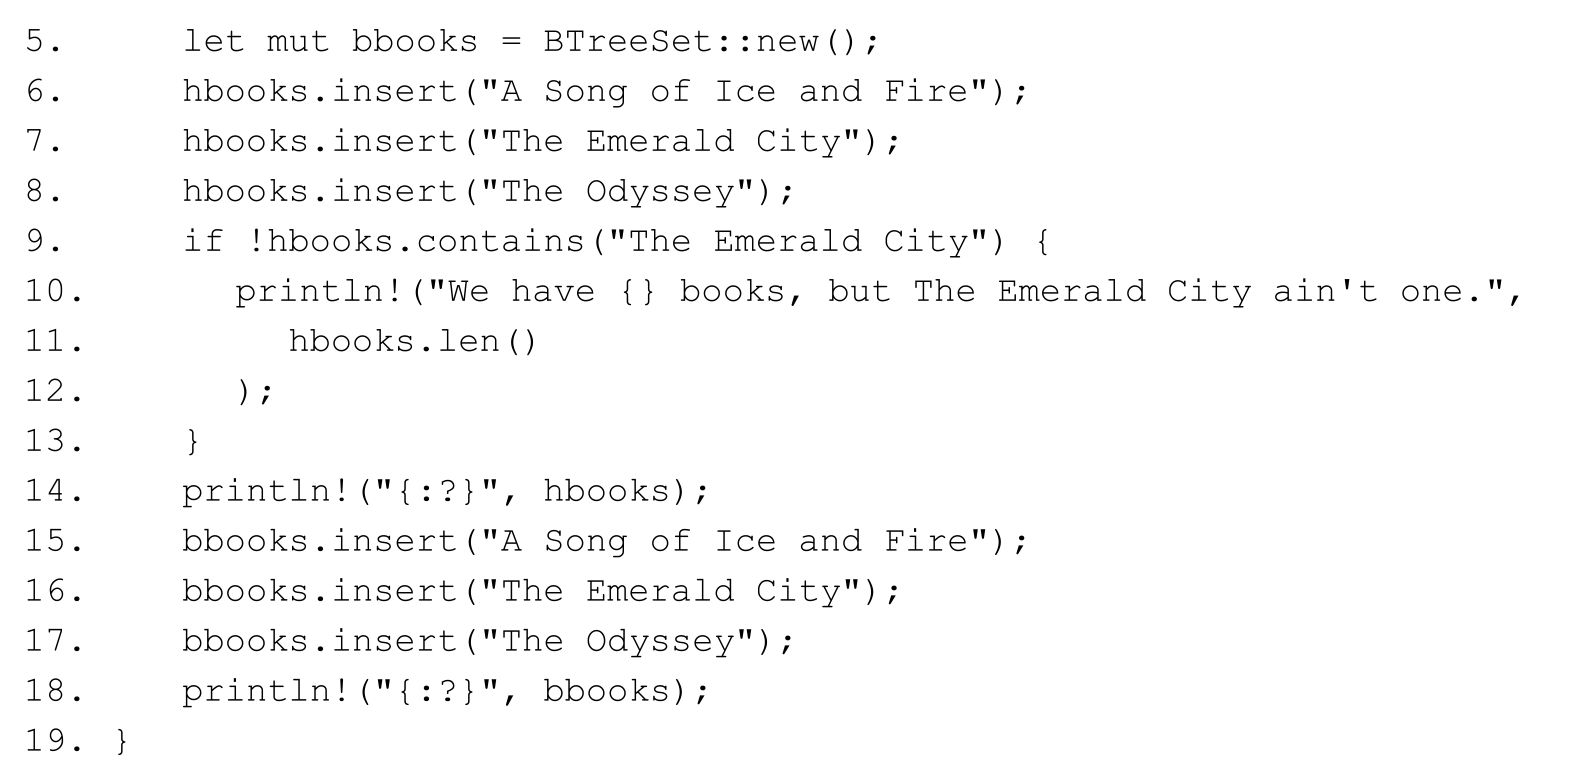 5.     let mut bbooks = BTreeSet::new();
6.     hbooks.insert("A Song of Ice and Fire");
7.     hbooks.insert("The Emerald City");
8.     hbooks.insert("The Odyssey");
9.     if !hbooks.contains("The Emerald City") {
10.       println!("We have {} books, but The Emerald City ain't one.",
11.         hbooks.len()
12.       );
13.    }
14.    println!("{:?}", hbooks);
15.    bbooks.insert("A Song of Ice and Fire");
16.    bbooks.insert("The Emerald City");
17.    bbooks.insert("The Odyssey");
18.    println!("{:?}", bbooks);
19. }